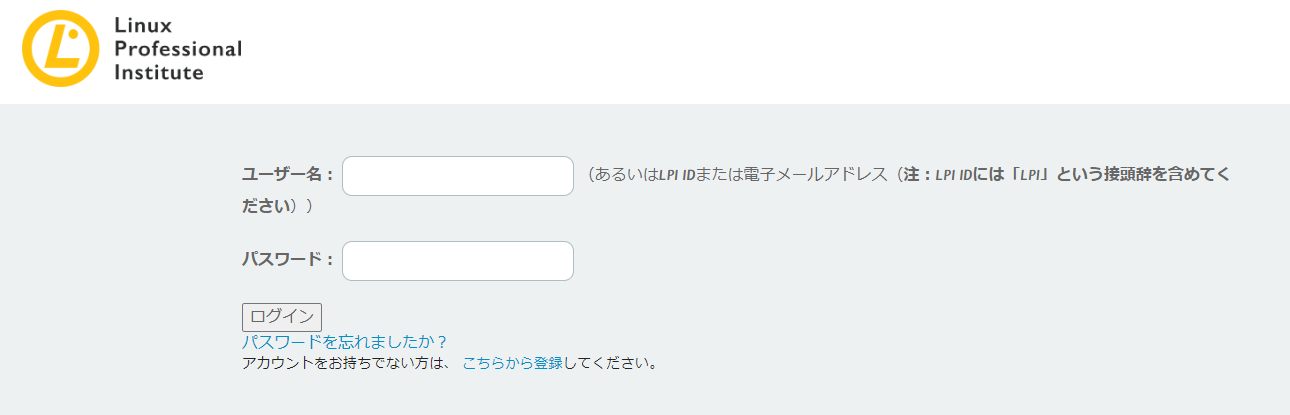 Linux
Professional
Institute
ユーザー名： （あるいはLPI IDまたは電子メールアドレス（注：LPI IDには「LPI」という接頭辞を含めてく
ださい））
パスワード：
ログイン
パスワードを忘れましたか？
アカウントをお持ちでない方は、 こちらから登録してください。